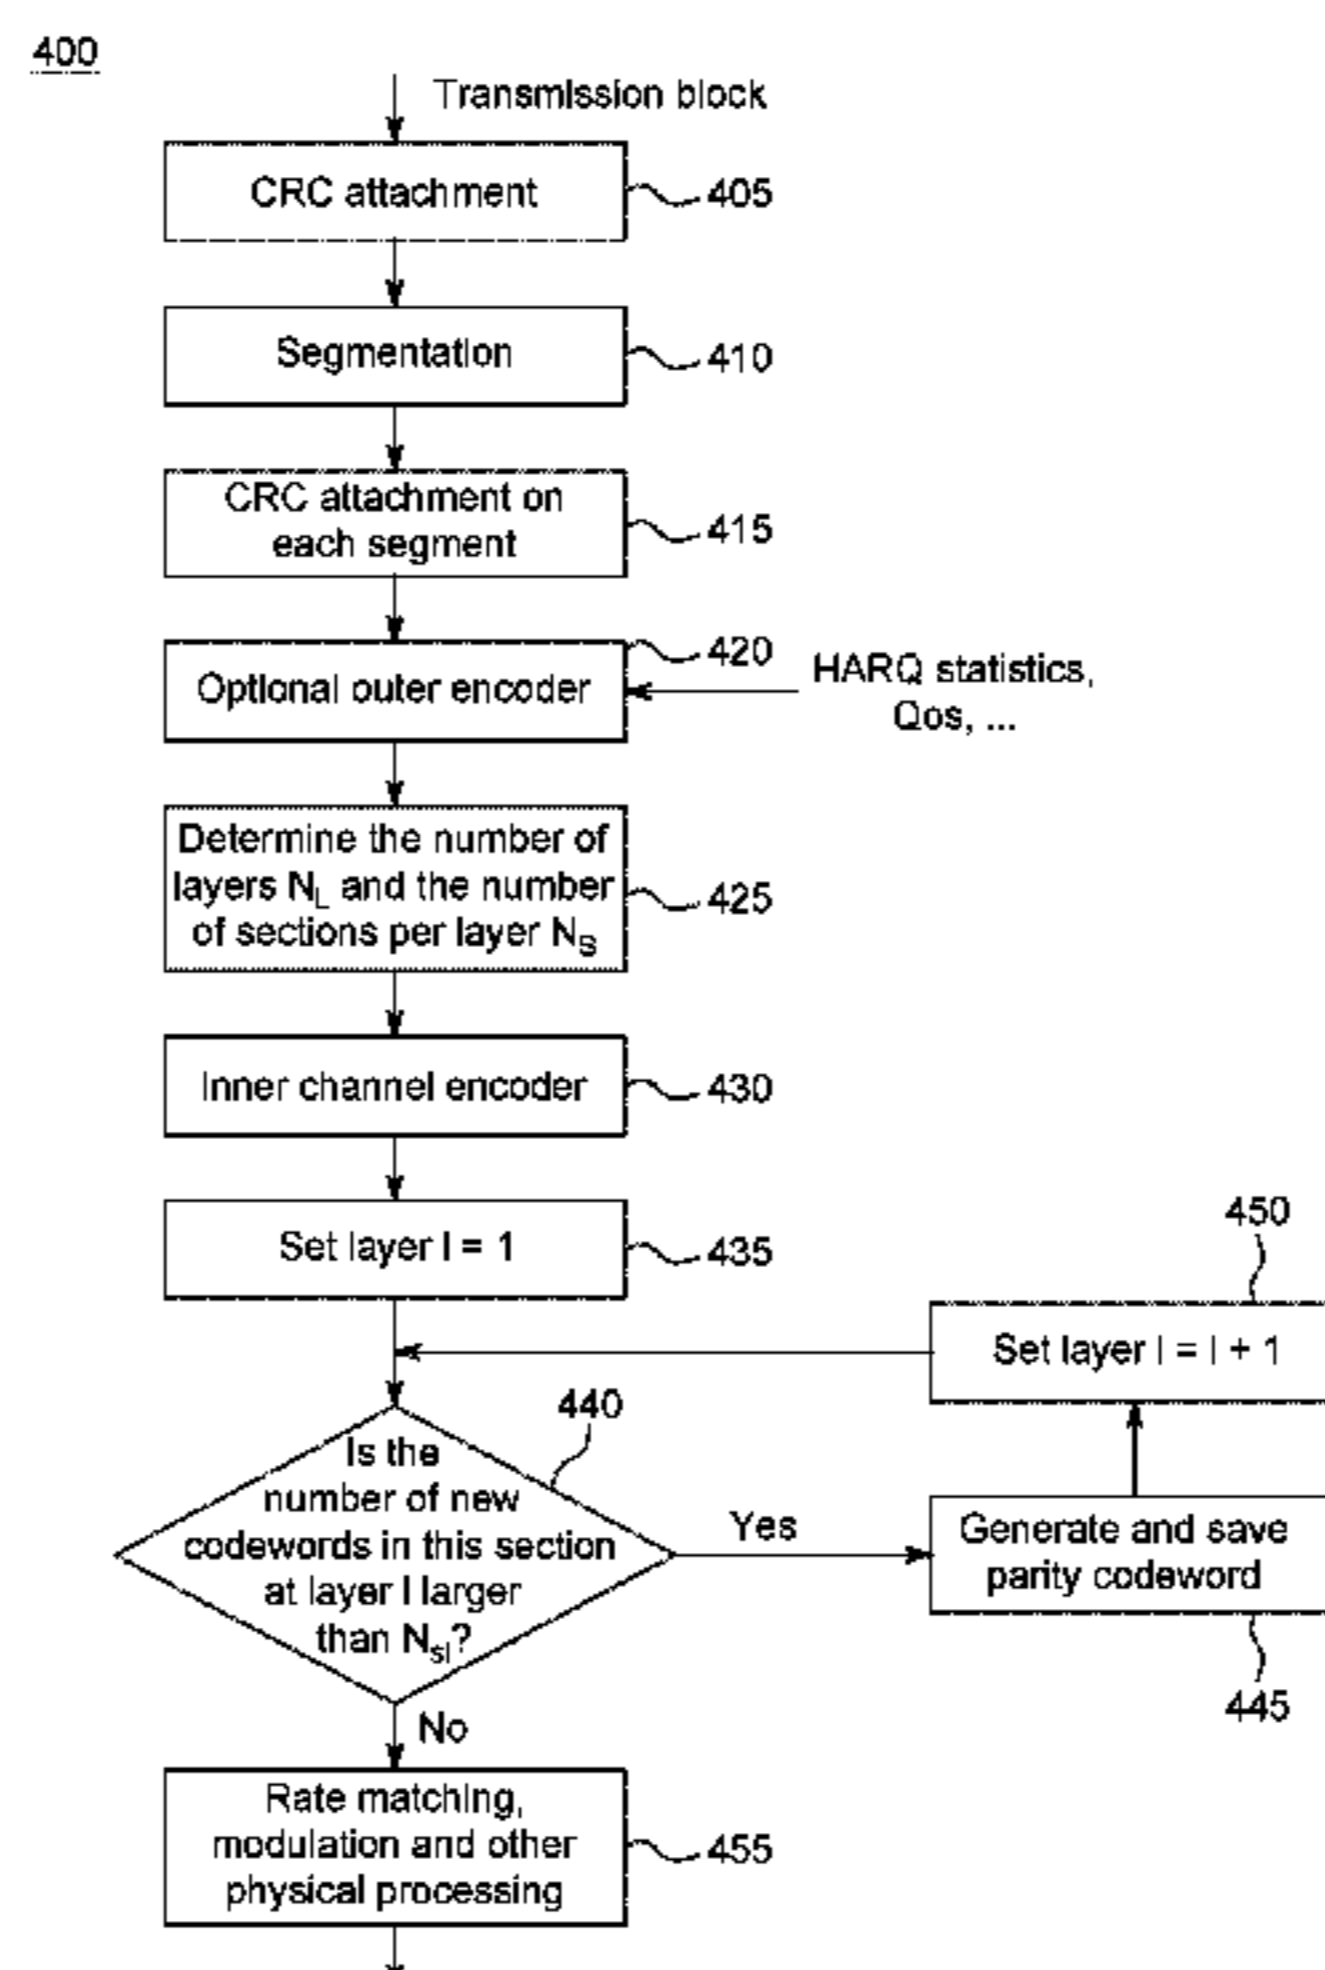 400
Transmission block
CRC attachment
405
Segmentation
410
CRC attachment on
each segment
415
420
Optional outer encoder
HARQ statistics,
Qos, ...
Determine the number of
layers N_L and the number
of sections per layer N_S
425
Inner channel encoder
430
Set layer l = 1
435
450
Set layer l = l + 1
440
Is the
number of new
codewords in this section
at layer l larger
than N_sl?
Yes
Generate and save
parity codeword
445
No
Rate matching,
modulation and other
physical processing
455